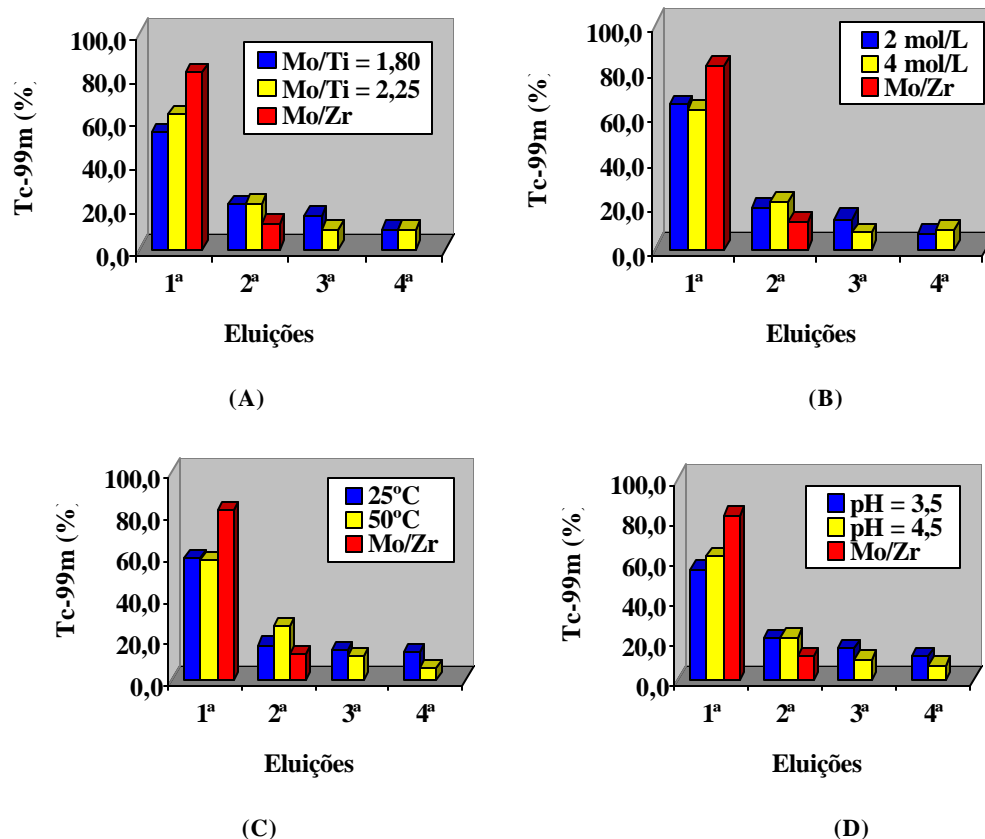 100,0
80,0
60,0
40,0
20,0
0,0
Tc-99m (%)
Mo/Ti = 1,80
Mo/Ti = 2,25
Mo/Zr
1ª 2ª 3ª 4ª
Eluições
(A)
100,0
80,0
60,0
40,0
20,0
0,0
Tc-99m (%)
2 mol/L
4 mol/L
Mo/Zr
1ª 2ª 3ª 4ª
Eluições
(B)
100,0
80,0
60,0
40,0
20,0
0,0
Tc-99m (%)
25ºC
50ºC
Mo/Zr
1ª 2ª 3ª 4ª
Eluições
(C)
100,0
80,0
60,0
40,0
20,0
0,0
Tc-99m (%)
pH = 3,5
pH = 4,5
Mo/Zr
1ª 2ª 3ª 4ª
Eluições
(D)